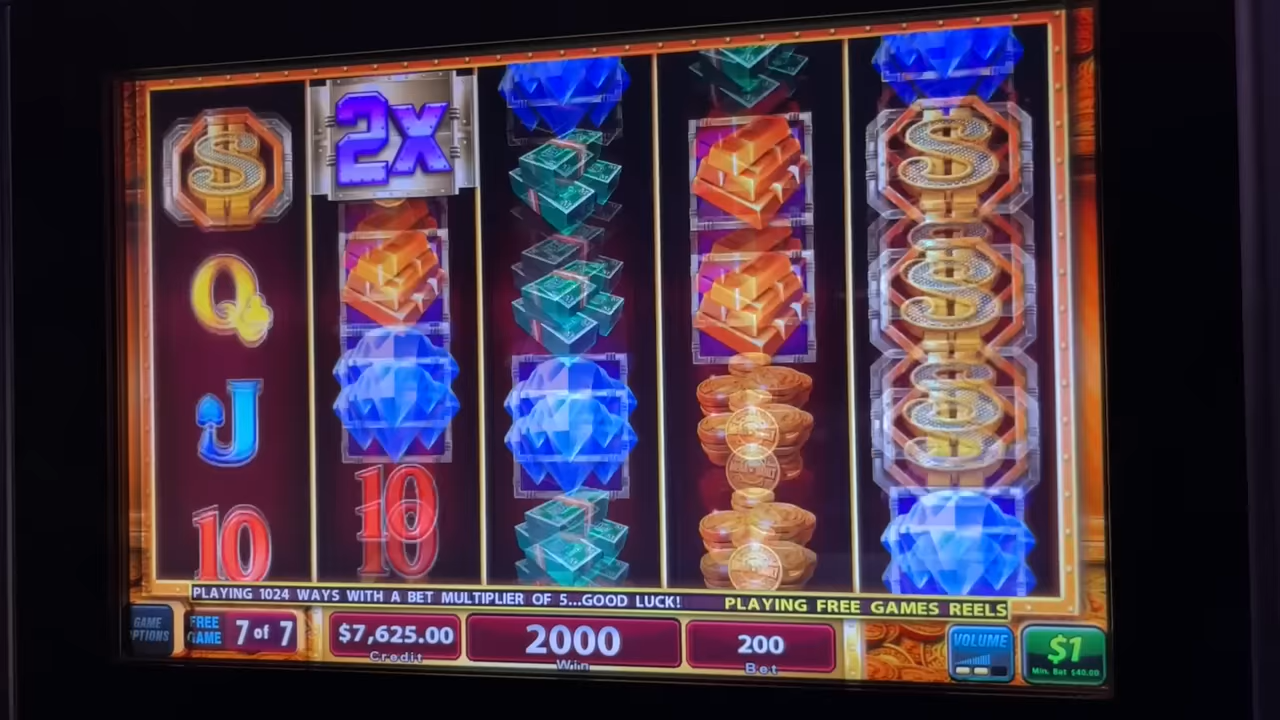 2X
Q
J
10
10
10
PLAYING 1024 WAYS WITH A BET MULTIPLIER OF 5...GOOD LUCK!
PLAYING FREE GAMES REELS
GAME
OPTIONS
FREE
GAME
7 of 7
$7,625.00
Credit
2000
Win
200
Bet
VOLUME
$1
Min. Bet $40.00